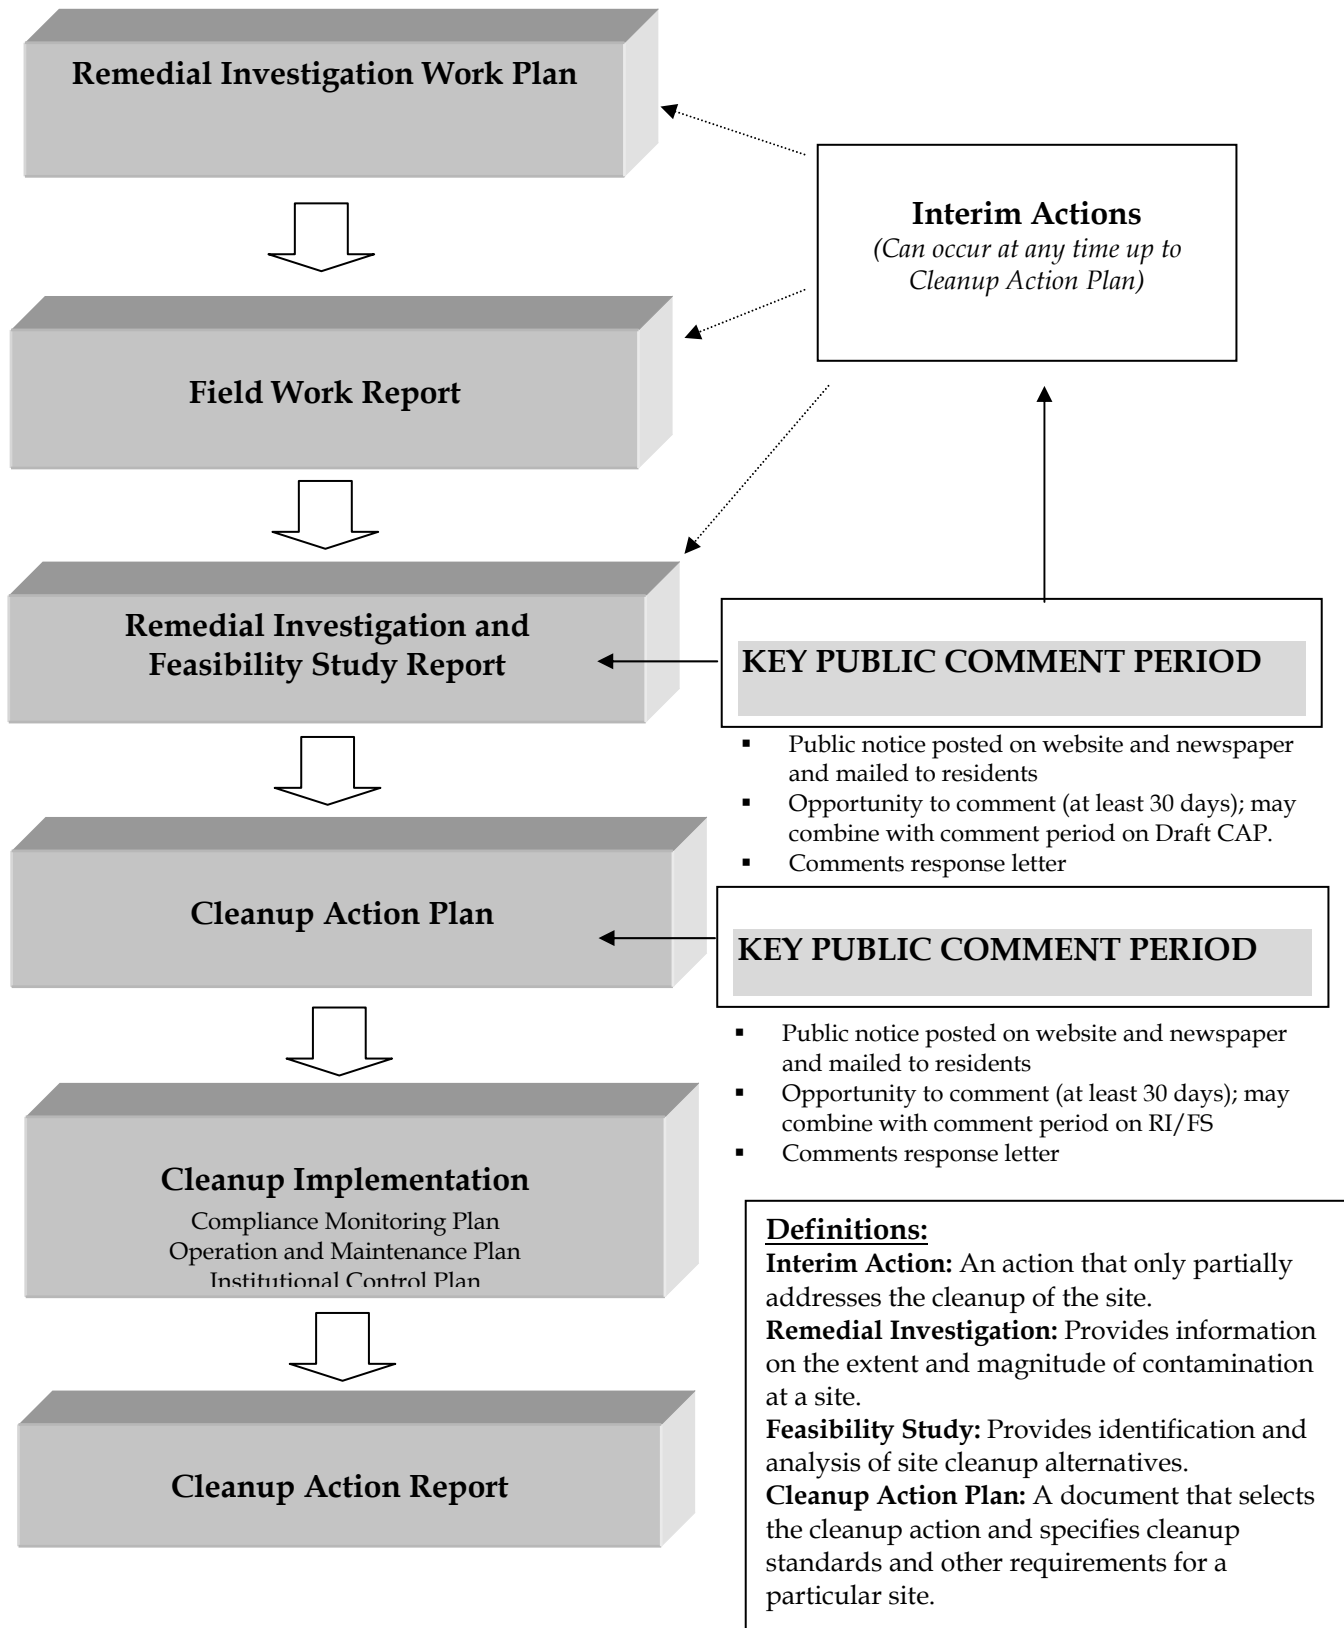 Remedial Investigation Work Plan
Interim Actions
(Can occur at any time up to
Cleanup Action Plan)
Field Work Report
Remedial Investigation and
Feasibility Study Report
KEY PUBLIC COMMENT PERIOD
▪ Public notice posted on website and newspaper
and mailed to residents
▪ Opportunity to comment (at least 30 days); may
combine with comment period on Draft CAP.
▪ Comments response letter
Cleanup Action Plan
KEY PUBLIC COMMENT PERIOD
▪ Public notice posted on website and newspaper
and mailed to residents
▪ Opportunity to comment (at least 30 days); may
combine with comment period on RI/FS
▪ Comments response letter
Cleanup Implementation
Compliance Monitoring Plan
Operation and Maintenance Plan
Institutional Control Plan
Cleanup Action Report
Definitions:
Interim Action: An action that only partially
addresses the cleanup of the site.
Remedial Investigation: Provides information
on the extent and magnitude of contamination
at a site.
Feasibility Study: Provides identification and
analysis of site cleanup alternatives.
Cleanup Action Plan: A document that selects
the cleanup action and specifies cleanup
standards and other requirements for a
particular site.